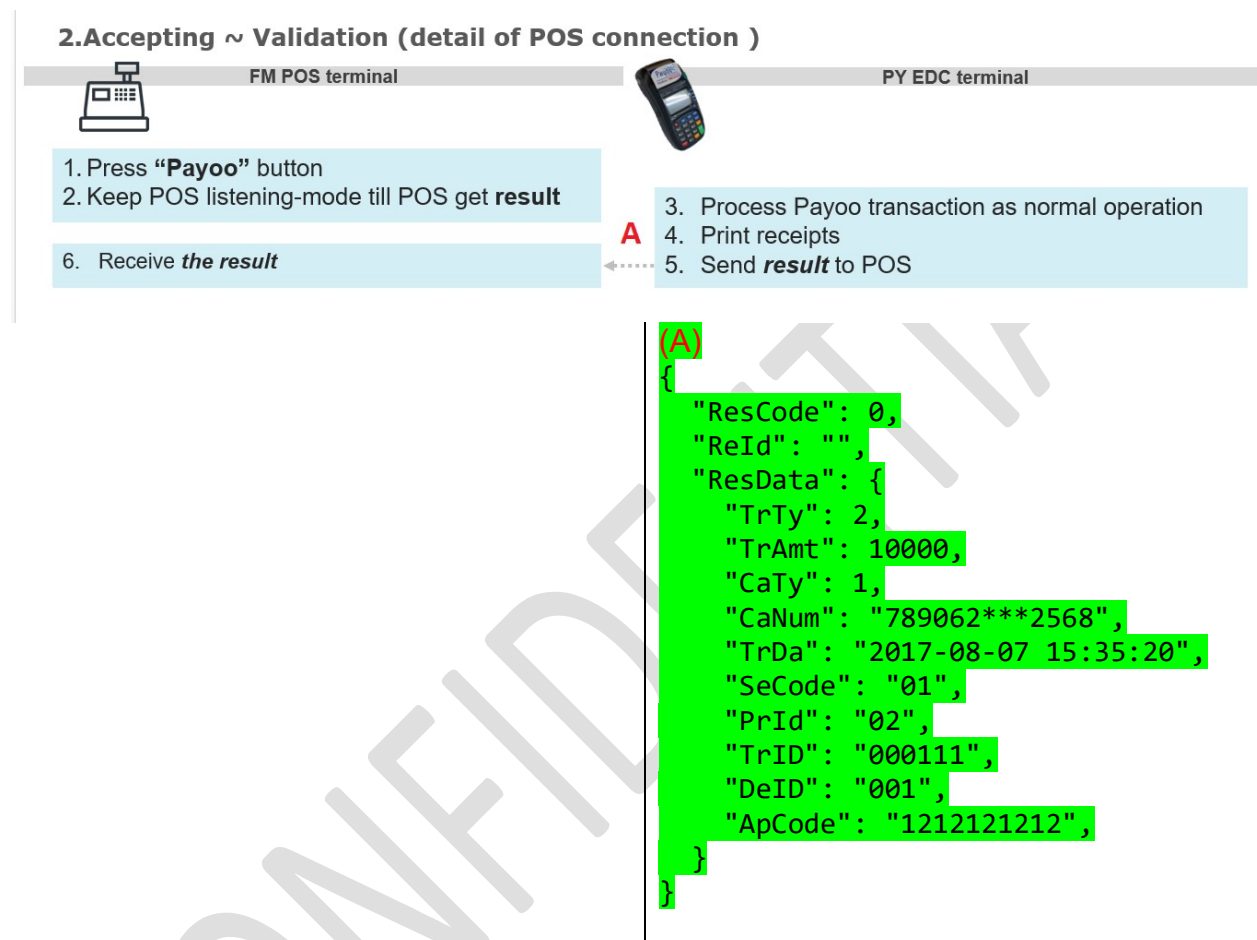 2.Accepting ~ Validation (detail of POS connection )
FM POS terminal
PY EDC terminal
1. Press “Payoo” button
2. Keep POS listening-mode till POS get result
3. Process Payoo transaction as normal operation
4. Print receipts
5. Send result to POS
A
6. Receive the result
(A)
{
"ResCode": 0,
"ReId": "",
"ResData": {
"TrTy": 2,
"TrAmt": 10000,
"CaTy": 1,
"CaNum": "789062***2568",
"TrDa": "2017-08-07 15:35:20",
"SeCode": "01",
"PrId": "02",
"TrID": "000111",
"DeID": "001",
"ApCode": "1212121212",
}
}